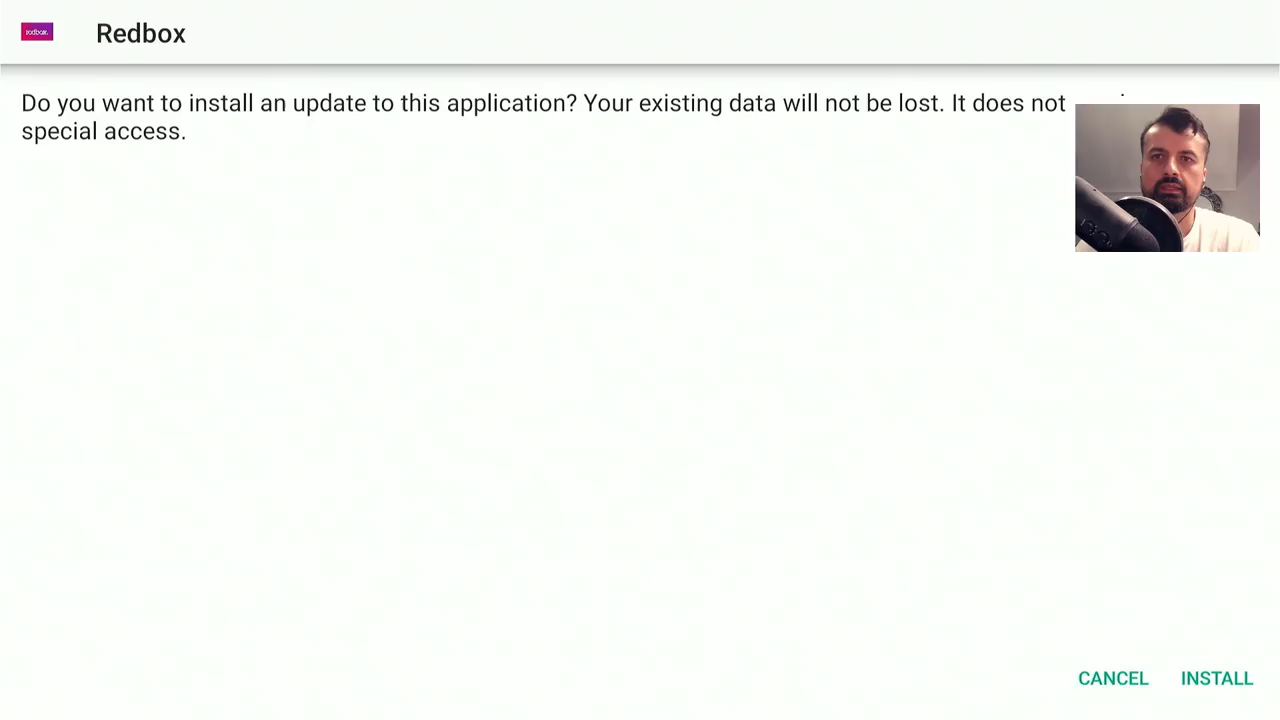 redbox.
Redbox
Do you want to install an update to this application? Your existing data will not be lost. It does not
special access.
CANCEL INSTALL